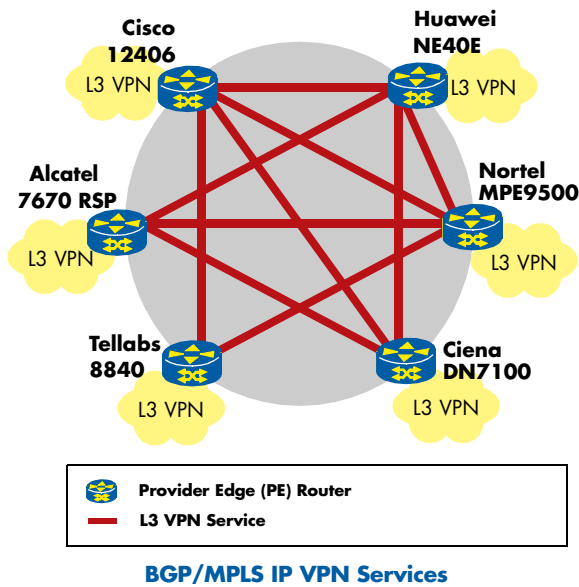 Cisco
12406
Huawei
NE40E
L3 VPN
L3 VPN
Alcatel
7670 RSP
Nortel
MPE9500
L3 VPN
L3 VPN
Tellabs
8840
Ciena
DN7100
L3 VPN
L3 VPN
Provider Edge (PE) Router
L3 VPN Service
BGP/MPLS IP VPN Services